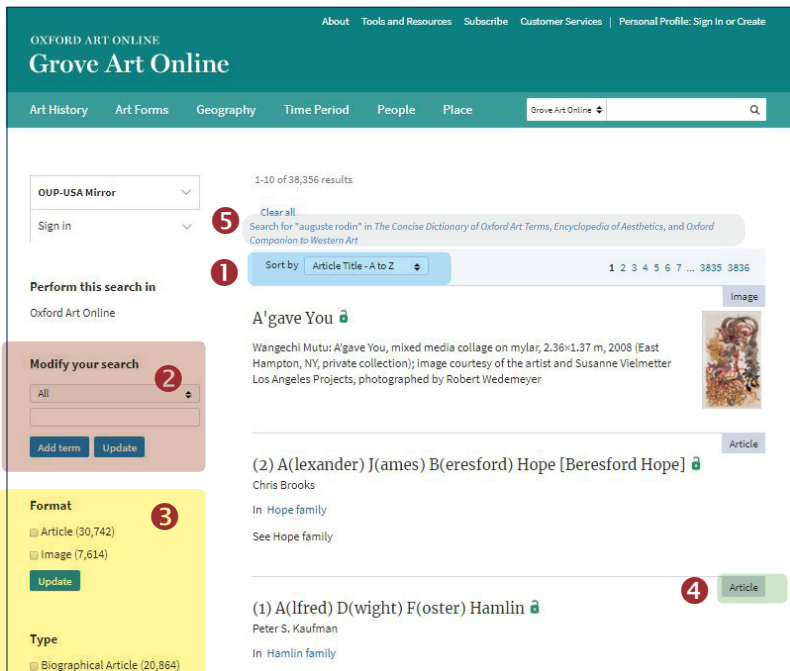 About Tools and Resources Subscribe Customer Services | Personal Profile: Sign In or Create
OXFORD ART ONLINE
Grove Art Online
Art History Art Forms Geography Time Period People Place Grove Art Online
1-10 of 38,356 results
OUP-USA Mirror
Sign in
Clear all
5
Search for "auguste rodin" in The Concise Dictionary of Oxford Art Terms, Encyclopedia of Aesthetics, and Oxford
Companion to Western Art
1
Sort by Article Title - A to Z
1 2 3 4 5 6 7 ... 3835 3836
Perform this search in
Oxford Art Online
Image
A'gave You
Wangechi Mutu: A'gave You, mixed media collage on mylar, 2.36×1.37 m, 2008 (East
Hampton, NY, private collection); image courtesy of the artist and Susanne Vielmetter
Los Angeles Projects, photographed by Robert Wedemeyer
Modify your search
2
All
Add term Update
Article
(2) A(lexander) J(ames) B(eresford) Hope [Beresford Hope]
Chris Brooks
In Hope family
See Hope family
Format
3
Article (30,742)
Image (7,614)
Update
4
Article
(1) A(lfred) D(wight) F(oster) Hamlin
Peter S. Kaufman
In Hamlin family
Type
Biographical Article (20,864)